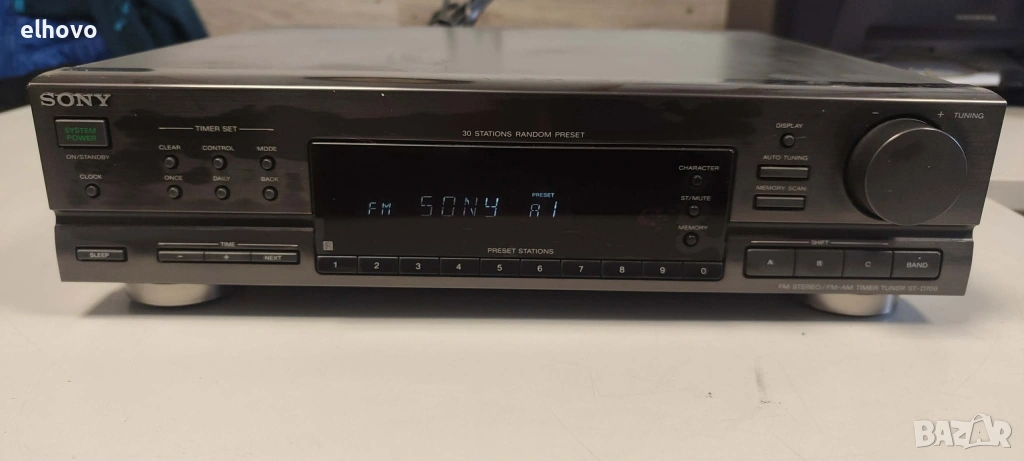 elhovo
SONY
SYSTEM POWER
ON/STANDBY
CLOCK
TIMER SET
CLEAR CONTROL MODE
ONCE DAILY BACK
SLEEP
TIME
− + NEXT
30 STATIONS RANDOM PRESET
FM SONY PRESET A1
CHARACTER
ST/MUTE
MEMORY
PRESET STATIONS
1 2 3 4 5 6 7 8 9 0
DISPLAY
AUTO TUNING
MEMORY SCAN
− + TUNING
SHIFT
A B C BAND
FM STEREO/FM-AM TIMER TUNER
BAZAR